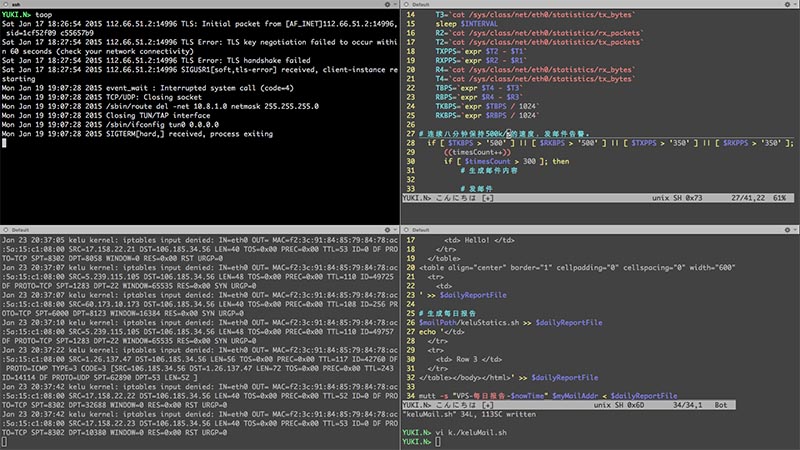 ssh
YUKI.N> taop
Sat Jan 17 18:26:54 2015 112.66.51.2:14996 TLS: Initial packet from [AF_INET]112.66.51.2:14996,
sid=1cf52f09 c55657b9
Sat Jan 17 18:27:54 2015 112.66.51.2:14996 TLS Error: TLS key negotiation failed to occur withi
n 60 seconds (check your network connectivity)
Sat Jan 17 18:27:54 2015 112.66.51.2:14996 TLS Error: TLS handshake failed
Sat Jan 17 18:27:54 2015 112.66.51.2:14996 SIGUSR1[soft,tls-error] received, client-instance re
starting
Mon Jan 19 19:07:28 2015 event_wait : Interrupted system call (code=4)
Mon Jan 19 19:07:28 2015 TCP/UDP: Closing socket
Mon Jan 19 19:07:28 2015 /sbin/route del -net 10.8.1.0 netmask 255.255.255.0
Mon Jan 19 19:07:28 2015 Closing TUN/TAP interface
Mon Jan 19 19:07:28 2015 /sbin/ifconfig tun0 0.0.0.0
Mon Jan 19 19:07:28 2015 SIGTERM[hard,] received, process exiting
Default
14 T3=`cat /sys/class/net/eth0/statistics/tx_bytes`
15 sleep $INTERVAL
16 R2=`cat /sys/class/net/eth0/statistics/rx_packets`
17 T2=`cat /sys/class/net/eth0/statistics/tx_packets`
18 TXPPS=`expr $T2 - $T1`
19 RXPPS=`expr $R2 - $R1`
20 R4=`cat /sys/class/net/eth0/statistics/rx_bytes`
21 T4=`cat /sys/class/net/eth0/statistics/tx_bytes`
22 TBPS=`expr $T4 - $T3`
23 RBPS=`expr $R4 - $R3`
24 TKBPS=`expr $TBPS / 1024`
25 RKBPS=`expr $RBPS / 1024`
26
27 # 连续八分钟保持500k/s的速度，发邮件告警。
28 if [ $TKBPS > '500' ] || [ $RKBPS > '500' ] || [ $TXPPS > '350' ] || [ $RKPPS > '350' ];
29 ((timesCount++))
30 if [ $timesCount > 300 ]; then
31 # 生成邮件内容
32
33 # 发邮件
YUKI.N> こんにちは [+] unix SH 0x73 27/41,22 61%
Default
Jan 23 20:37:05 kelu kernel: iptables input denied: IN=eth0 OUT= MAC=f2:3c:91:84:85:79:84:78:ac
:5a:15:c1:08:00 SRC=17.158.22.21 DST=106.185.34.56 LEN=40 TOS=0x00 PREC=0x00 TTL=53 ID=0 DF PRO
TO=TCP SPT=8302 DPT=8058 WINDOW=0 RES=0x00 RST URGP=0
Jan 23 20:37:08 kelu kernel: iptables input denied: IN=eth0 OUT= MAC=f2:3c:91:84:85:79:84:78:ac
:5a:15:c1:08:00 SRC=5.239.115.105 DST=106.185.34.56 LEN=48 TOS=0x00 PREC=0x00 TTL=110 ID=49725
DF PROTO=TCP SPT=1283 DPT=22 WINDOW=65535 RES=0x00 SYN URGP=0
Jan 23 20:37:09 kelu kernel: iptables input denied: IN=eth0 OUT= MAC=f2:3c:91:84:85:79:84:78:ac
:5a:15:c1:08:00 SRC=60.173.10.173 DST=106.185.34.56 LEN=40 TOS=0x00 PREC=0x00 TTL=108 ID=256 PR
OTO=TCP SPT=6000 DPT=8123 WINDOW=16384 RES=0x00 SYN URGP=0
Jan 23 20:37:10 kelu kernel: iptables input denied: IN=eth0 OUT= MAC=f2:3c:91:84:85:79:84:78:ac
:5a:15:c1:08:00 SRC=5.239.115.105 DST=106.185.34.56 LEN=48 TOS=0x00 PREC=0x00 TTL=110 ID=49757
DF PROTO=TCP SPT=1283 DPT=22 WINDOW=65535 RES=0x00 SYN URGP=0
Jan 23 20:37:18 kelu kernel: iptables input denied: IN=eth0 OUT= MAC=f2:3c:91:84:85:79:84:78:ac
:5a:15:c1:08:00 SRC=1.26.137.47 DST=106.185.34.56 LEN=56 TOS=0x00 PREC=0x00 TTL=117 ID=42760 DF
PROTO=ICMP TYPE=3 CODE=3 [SRC=106.185.34.56 DST=1.26.137.47 LEN=72 TOS=0x00 PREC=0x00 TTL=243
ID=14114 DF PROTO=UDP SPT=62890 DPT=53 LEN=52 ]
Jan 23 20:37:42 kelu kernel: iptables input denied: IN=eth0 OUT= MAC=f2:3c:91:84:85:79:84:78:ac
:5a:15:c1:08:00 SRC=17.158.22.22 DST=106.185.34.56 LEN=40 TOS=0x00 PREC=0x00 TTL=53 ID=0 DF PRO
TO=TCP SPT=8302 DPT=32688 WINDOW=0 RES=0x00 RST URGP=0
Jan 23 20:37:42 kelu kernel: iptables input denied: IN=eth0 OUT= MAC=f2:3c:91:84:85:79:84:78:ac
:5a:15:c1:08:00 SRC=17.158.22.23 DST=106.185.34.56 LEN=40 TOS=0x00 PREC=0x00 TTL=53 ID=0 DF PRO
TO=TCP SPT=8302 DPT=10380 WINDOW=0 RES=0x00 RST URGP=0
Default
17 <td> Hello! </td>
18 </tr>
19 </table>
20 <table align="center" border="1" cellpadding="0" cellspacing="0" width="600"
21 <tr>
22 <td>
23 ' >> $dailyReportFile
24
25 # 生成每日报告
26 $mailPath/keluStatics.sh >> $dailyReportFile
27 echo '</td>
28 </tr>
29 <tr>
30 <td> Row 3 </td>
31 </tr>
32 </table></body></html>' >> $dailyReportFile
33
34 mutt -s "VPS-每日报告-$nowTime" $myMailAddr < $dailyReportFile
YUKI.N> こんにちは [+] unix SH 0x6D 34/34,1 Bot
keluMail.sh" 34L, 1135C written
YUKI.N> vi k./keluMail.sh
YUKI.N>